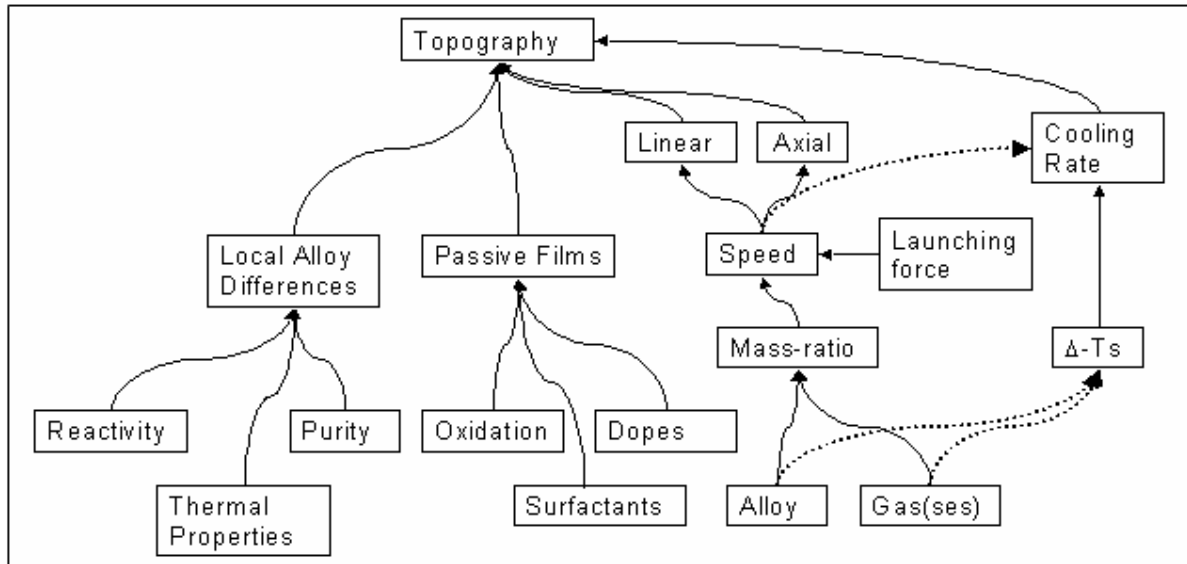 Topography
Linear
Axial
Cooling
Rate
Local Alloy
Differences
Passive Films
Speed
Launching
force
Mass-ratio
Δ-Ts
Reactivity
Purity
Oxidation
Dopes
Thermal
Properties
Surfactants
Alloy
Gas(ses)